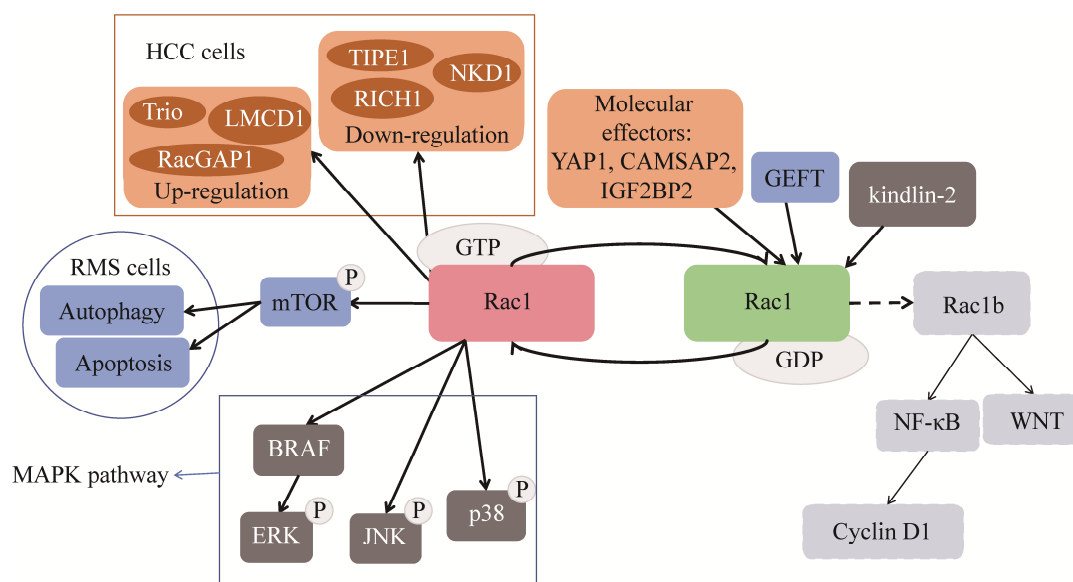 HCC cells
TIPE1
NKD1
RICH1
Down-regulation
Trio
LMCD1
RacGAP1
Up-regulation
Molecular
effectors:
YAP1, CAMSAP2,
IGF2BP2
GEFT
kindlin-2
RMS cells
Autophagy
Apoptosis
mTOR
P
GTP
Rac1
Rac1
GDP
Rac1b
NF-κB
WNT
Cyclin D1
MAPK pathway
BRAF
ERK
P
JNK
P
p38
P